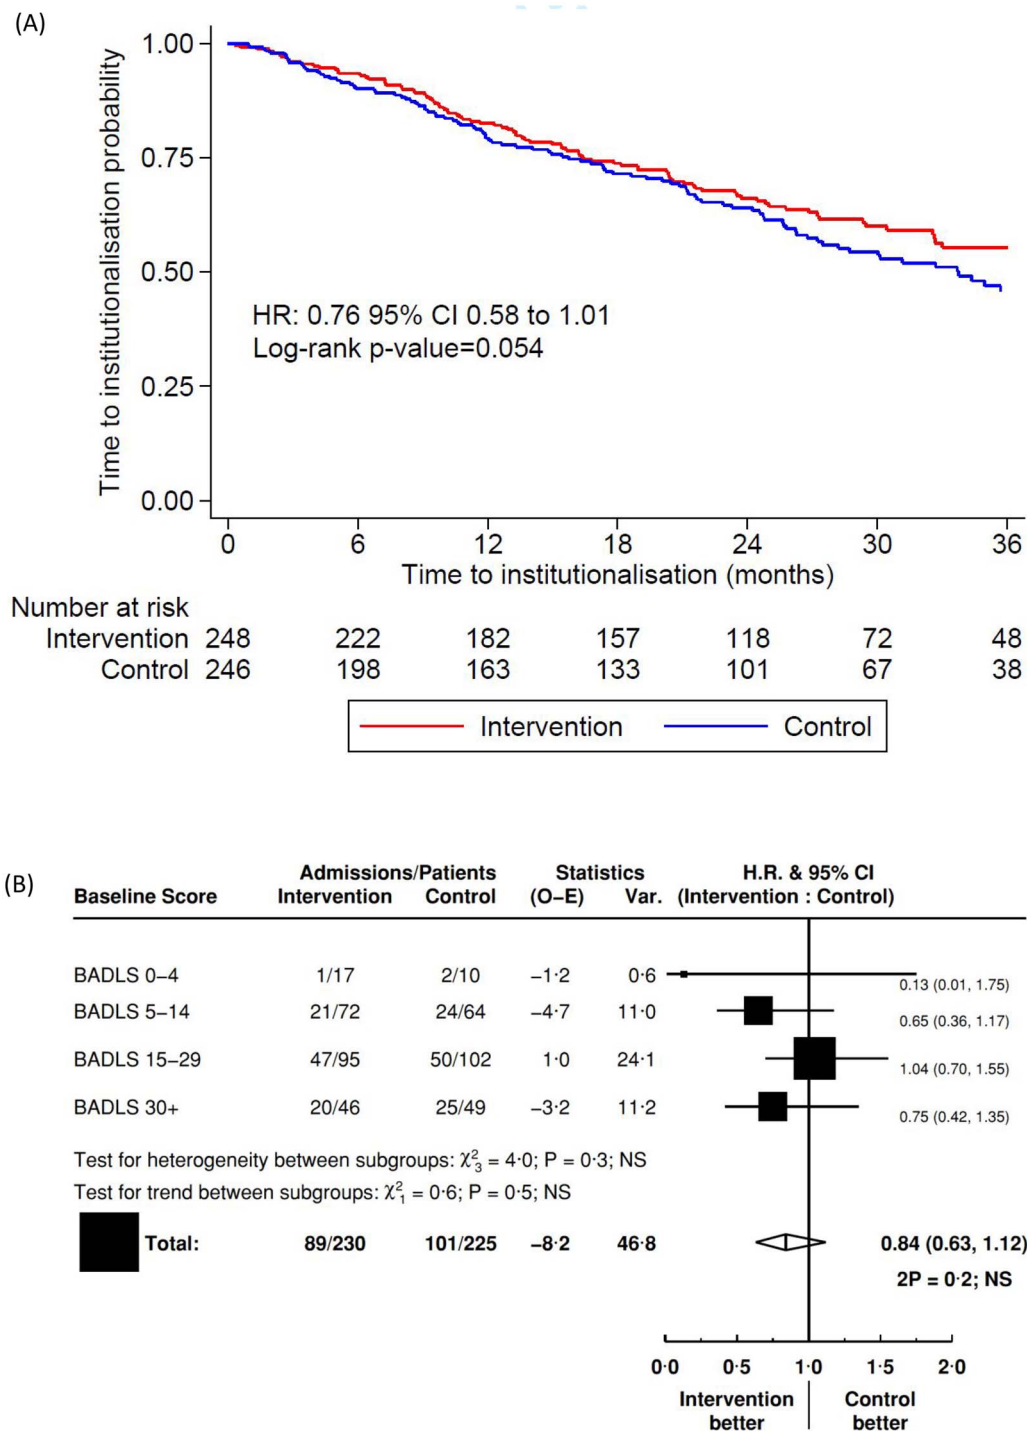 (A)
Time to institutionalisation probability
1.00
0.75
0.50
0.25
0.00
HR: 0.76 95% CI 0.58 to 1.01
Log-rank p-value=0.054
0 6 12 18 24 30 36
Time to institutionalisation (months)
Number at risk
Intervention 248 222 182 157 118 72 48
Control 246 198 163 133 101 67 38
Intervention Control
(B)
Admissions/Patients Statistics H.R. & 95% CI
Baseline Score Intervention Control (O−E) Var. (Intervention : Control)
BADLS 0−4 1/17 2/10 −1·2 0·6 0·13 (0·01, 1·75)
BADLS 5−14 21/72 24/64 −4·7 11·0 0·65 (0·36, 1·17)
BADLS 15−29 47/95 50/102 1·0 24·1 1·04 (0·70, 1·55)
BADLS 30+ 20/46 25/49 −3·2 11·2 0·75 (0·42, 1·35)
Test for heterogeneity between subgroups: χ²₃ = 4·0; P = 0·3; NS
Test for trend between subgroups: χ²₁ = 0·6; P = 0·5; NS
Total: 89/230 101/225 −8·2 46·8 0·84 (0·63, 1·12)
2P = 0·2; NS
0·0 0·5 1·0 1·5 2·0
Intervention Control
better better